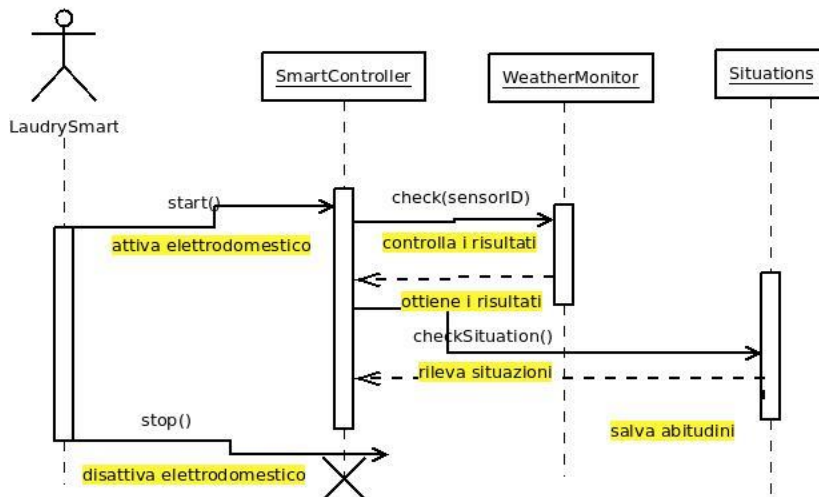 SmartController
WeatherMonitor
Situations
LaudrySmart
start()
check(sensorID)
attiva elettrodomestico
controlla i risultati
ottiene i risultati
checkSituation()
rileva situazioni
stop()
salva abitudini
disattiva elettrodomestico